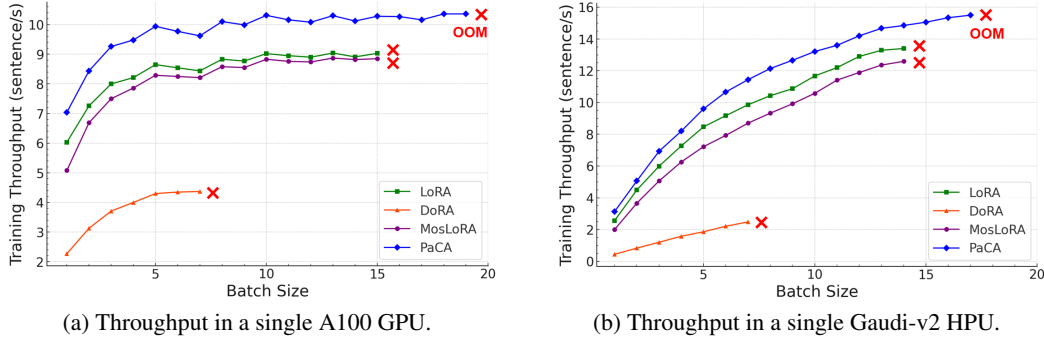 Training Throughput (sentence/s)
11
10
9
8
7
6
5
4
3
2
5
10
15
20
Batch Size
OOM
LoRA
DoRA
MosLoRA
PaCA
(a) Throughput in a single A100 GPU.
Training Throughput (sentence/s)
16
14
12
10
8
6
4
2
0
5
10
15
20
Batch Size
OOM
LoRA
DoRA
MosLoRA
PaCA
(b) Throughput in a single Gaudi-v2 HPU.